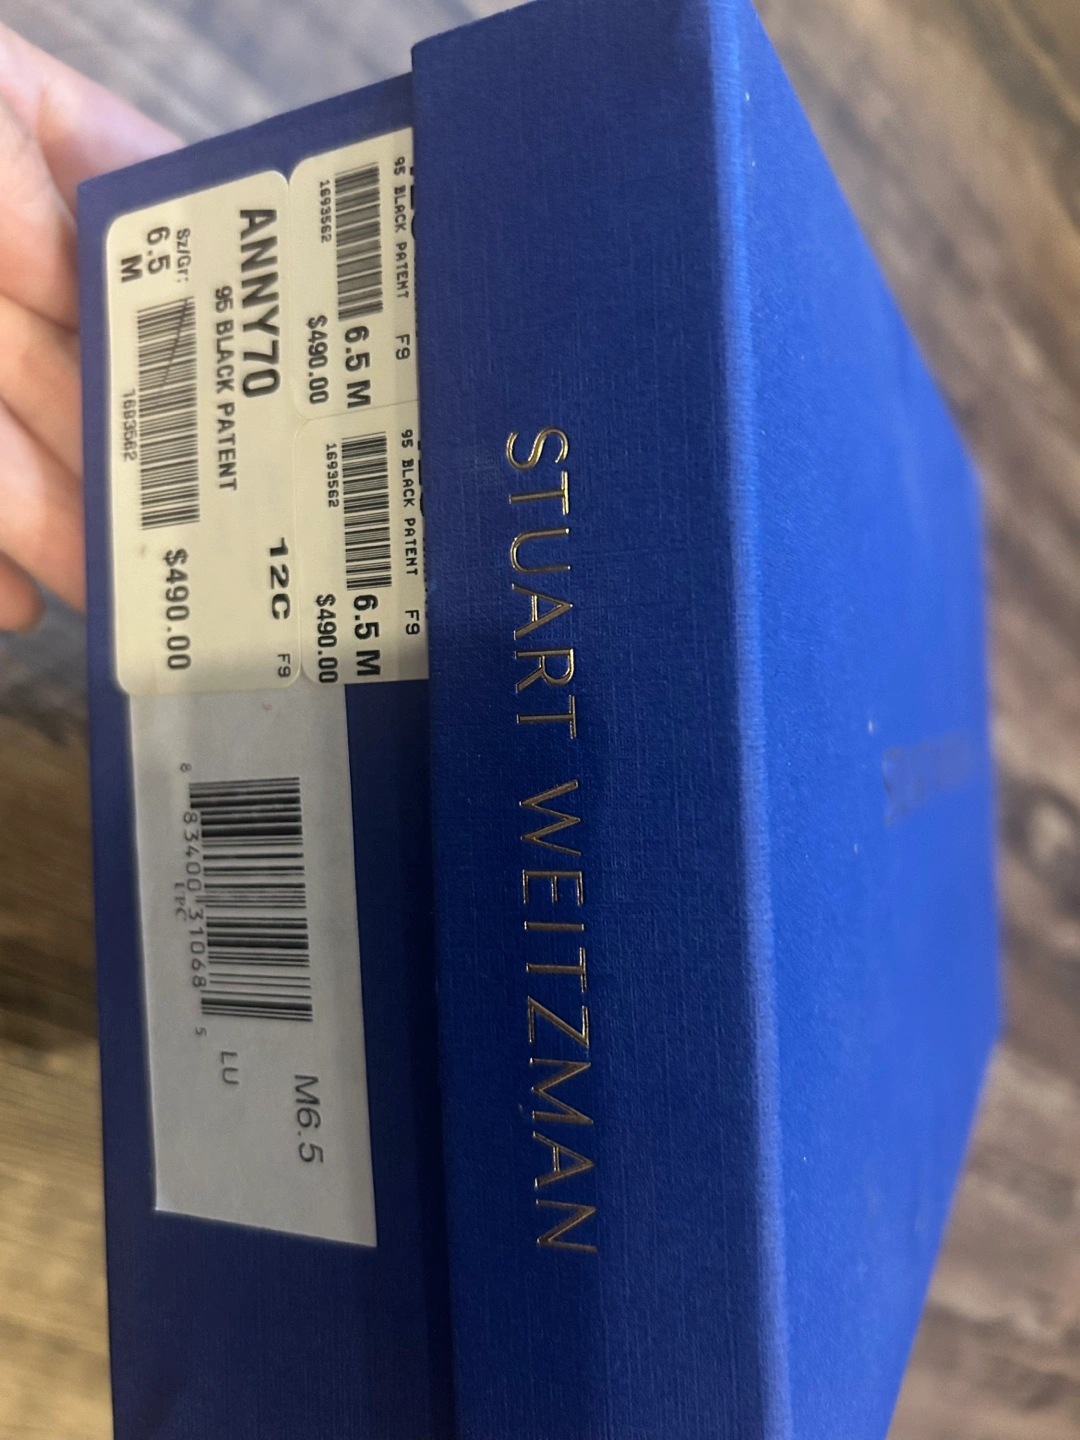 STUART WEITZMAN
95 BLACK PATENT F9
6.5 M
1693562
$490.00
95 BLACK PATENT F9
6.5 M
1693562
$490.00
ANNY70 12C F9
95 BLACK PATENT
Sz/Gr:
6.5
M
1693562
$490.00
M6.5
LU
8 83400 31068 5